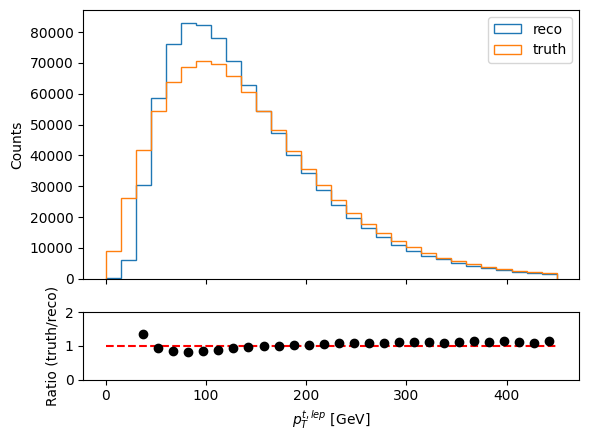 reco
truth
Counts
80000
70000
60000
50000
40000
30000
20000
10000
0
Ratio (truth/reco)
2
1
0
0 100 200 300 400
$p_T^{t,lep}$ [GeV]